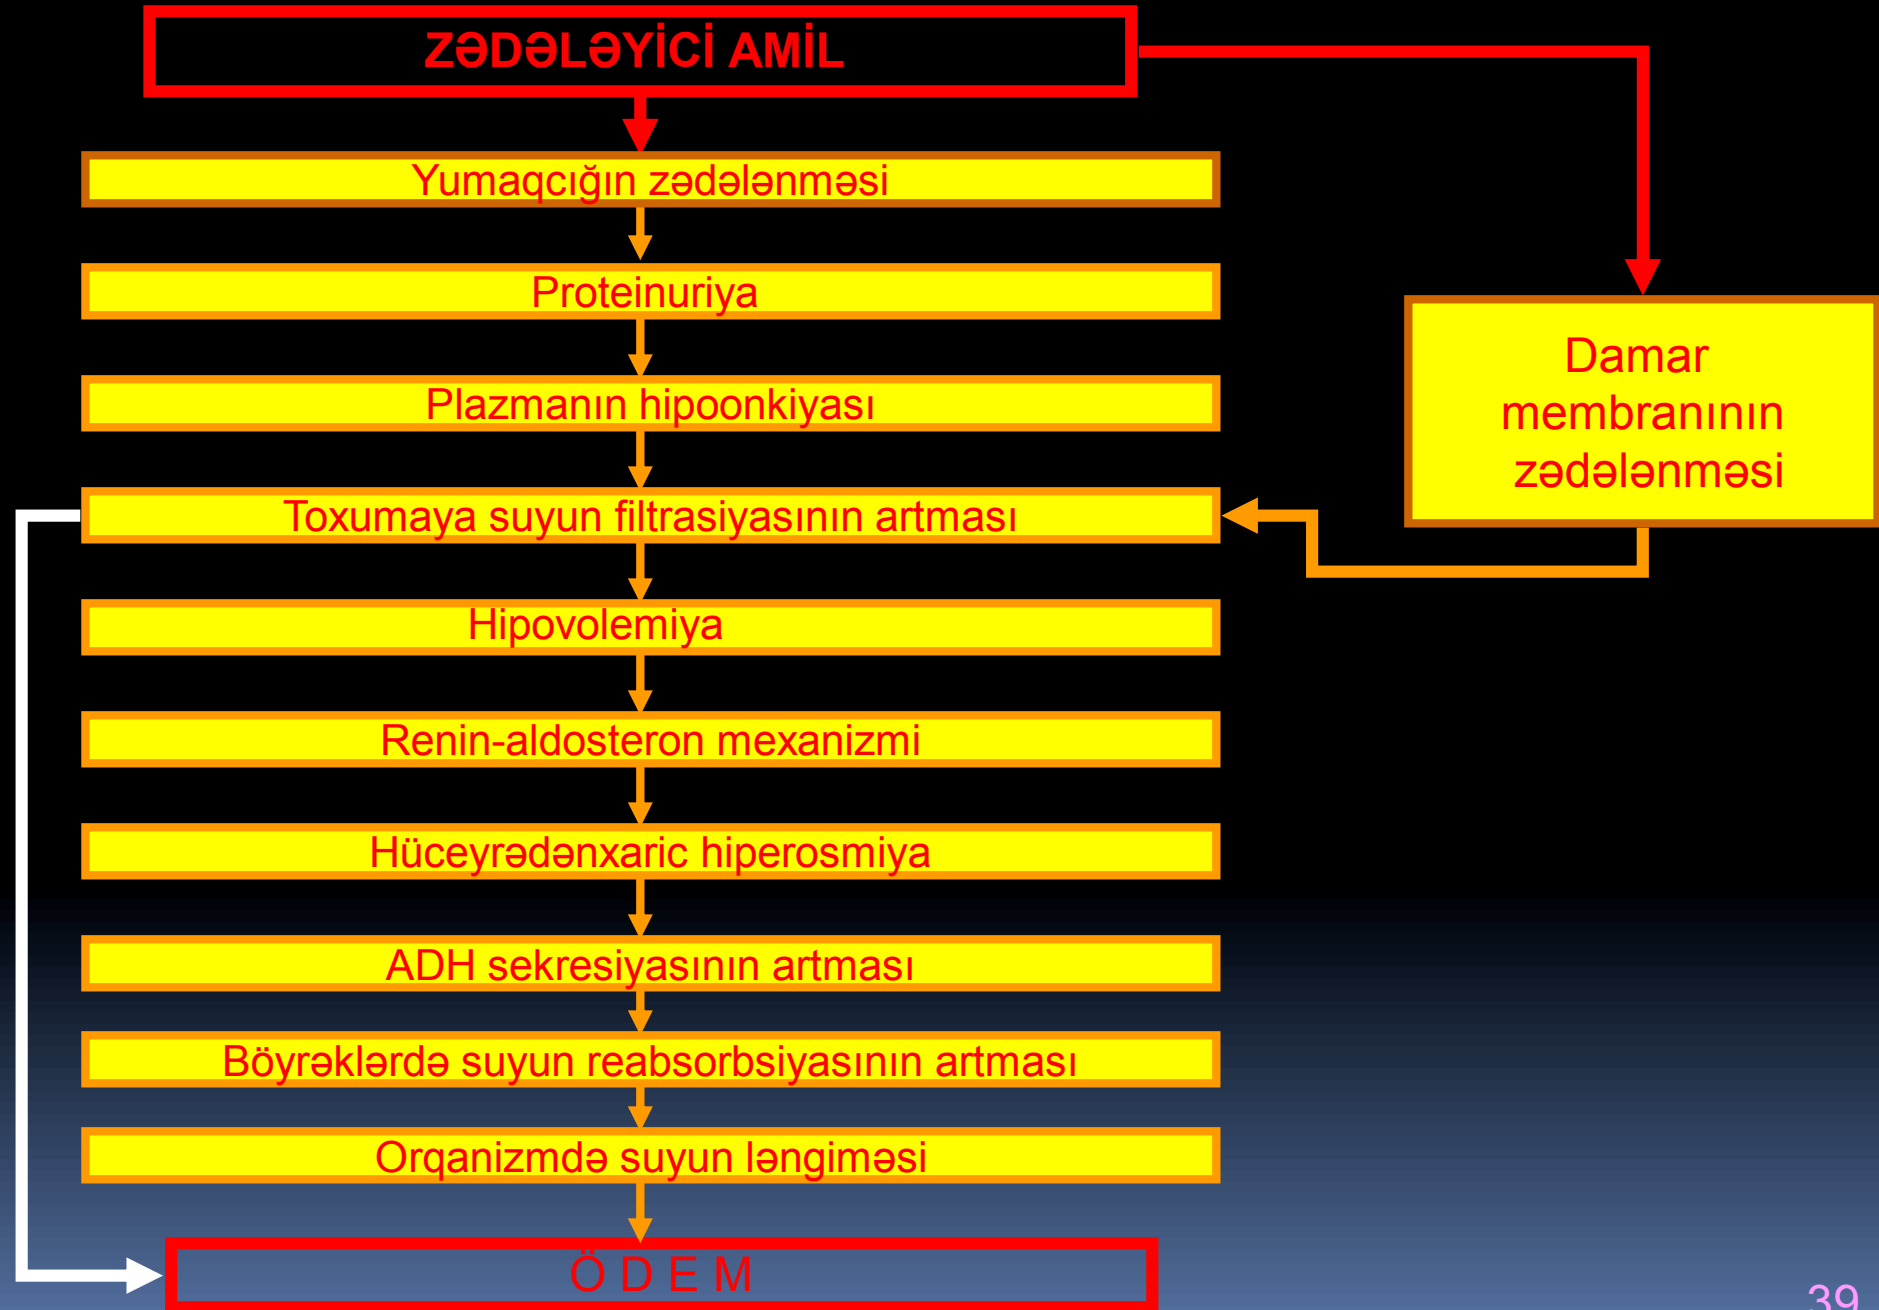 ZƏDƏLƏYİCİ AMİL
Yumaqcığın zədələnməsi
Proteinuriya
Plazmanın hipoonkiyası
Toxumaya suyun filtrasiyasının artması
Hipovolemiya
Renin-aldosteron mexanizmi
Hüceyrədənxaric hiperosmiya
ADH sekresiyasının artması
Böyrəklərdə suyun reabsorbsiyasının artması
Orqanizmdə suyun ləngiməsi
Ö D E M
Damar
membranının
zədələnməsi
39